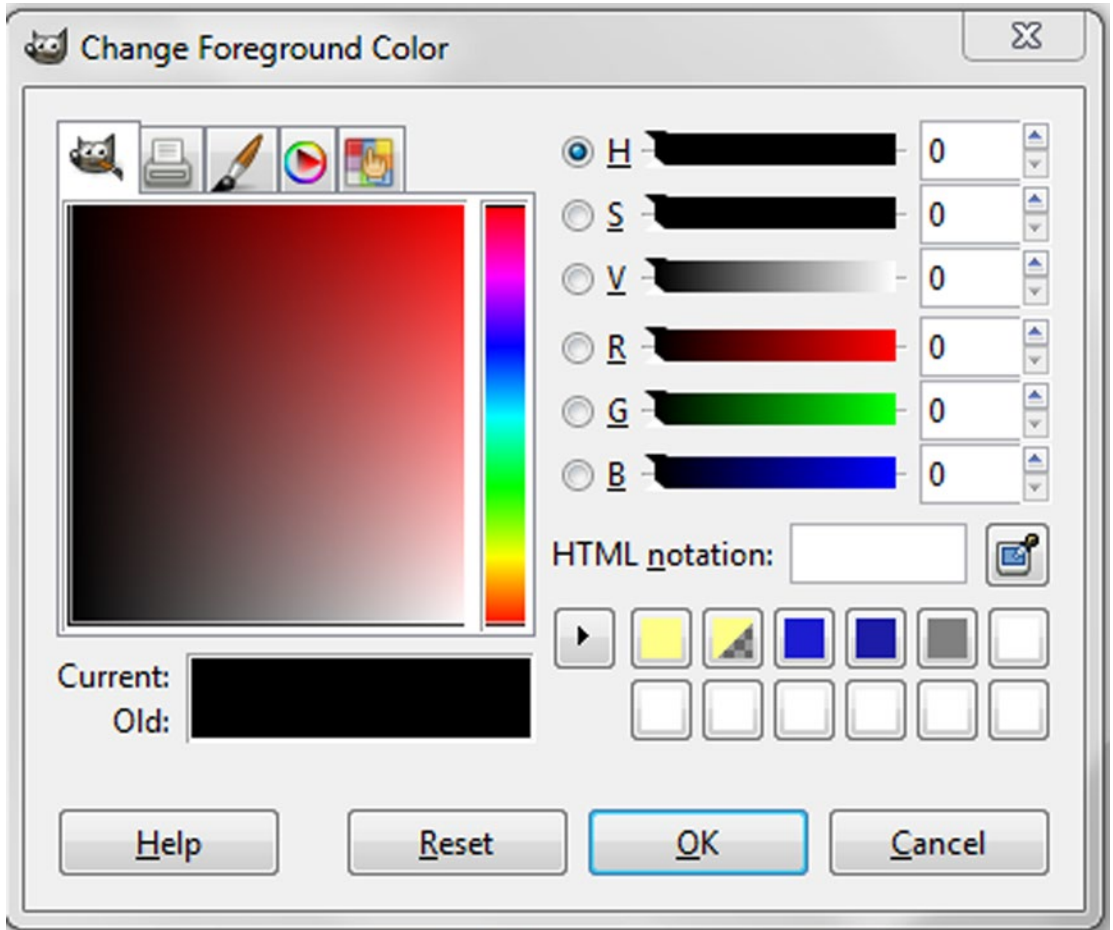 Change Foreground Color
H 0
S 0
V 0
R 0
G 0
B 0
HTML notation:
Current:
Old:
Help Reset OK Cancel